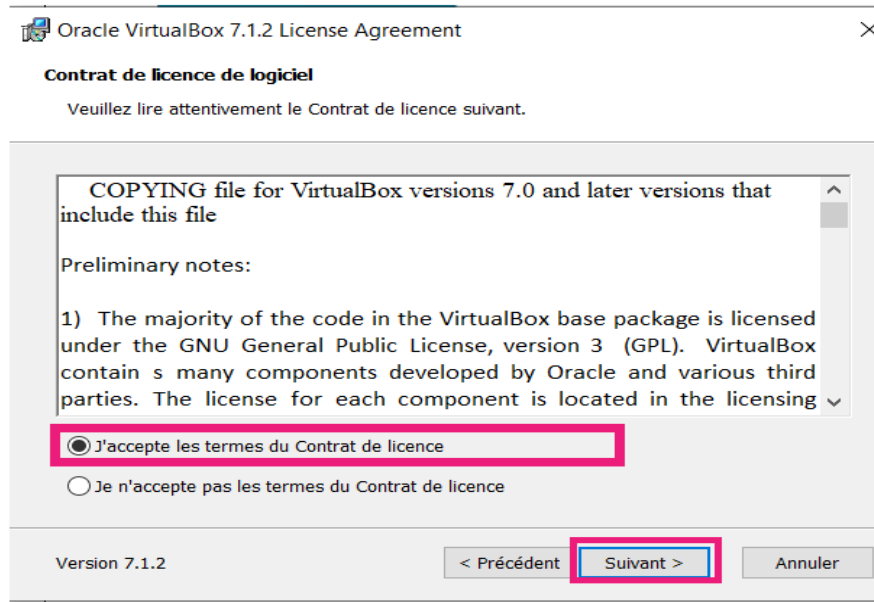 Oracle VirtualBox 7.1.2 License Agreement
Contrat de licence de logiciel
Veuillez lire attentivement le Contrat de licence suivant.
COPYING file for VirtualBox versions 7.0 and later versions that
include this file
Preliminary notes:
1) The majority of the code in the VirtualBox base package is licensed
under the GNU General Public License, version 3 (GPL). VirtualBox
contain s many components developed by Oracle and various third
parties. The license for each component is located in the licensing
J'accepte les termes du Contrat de licence
Je n'accepte pas les termes du Contrat de licence
Version 7.1.2
< Précédent
Suivant >
Annuler